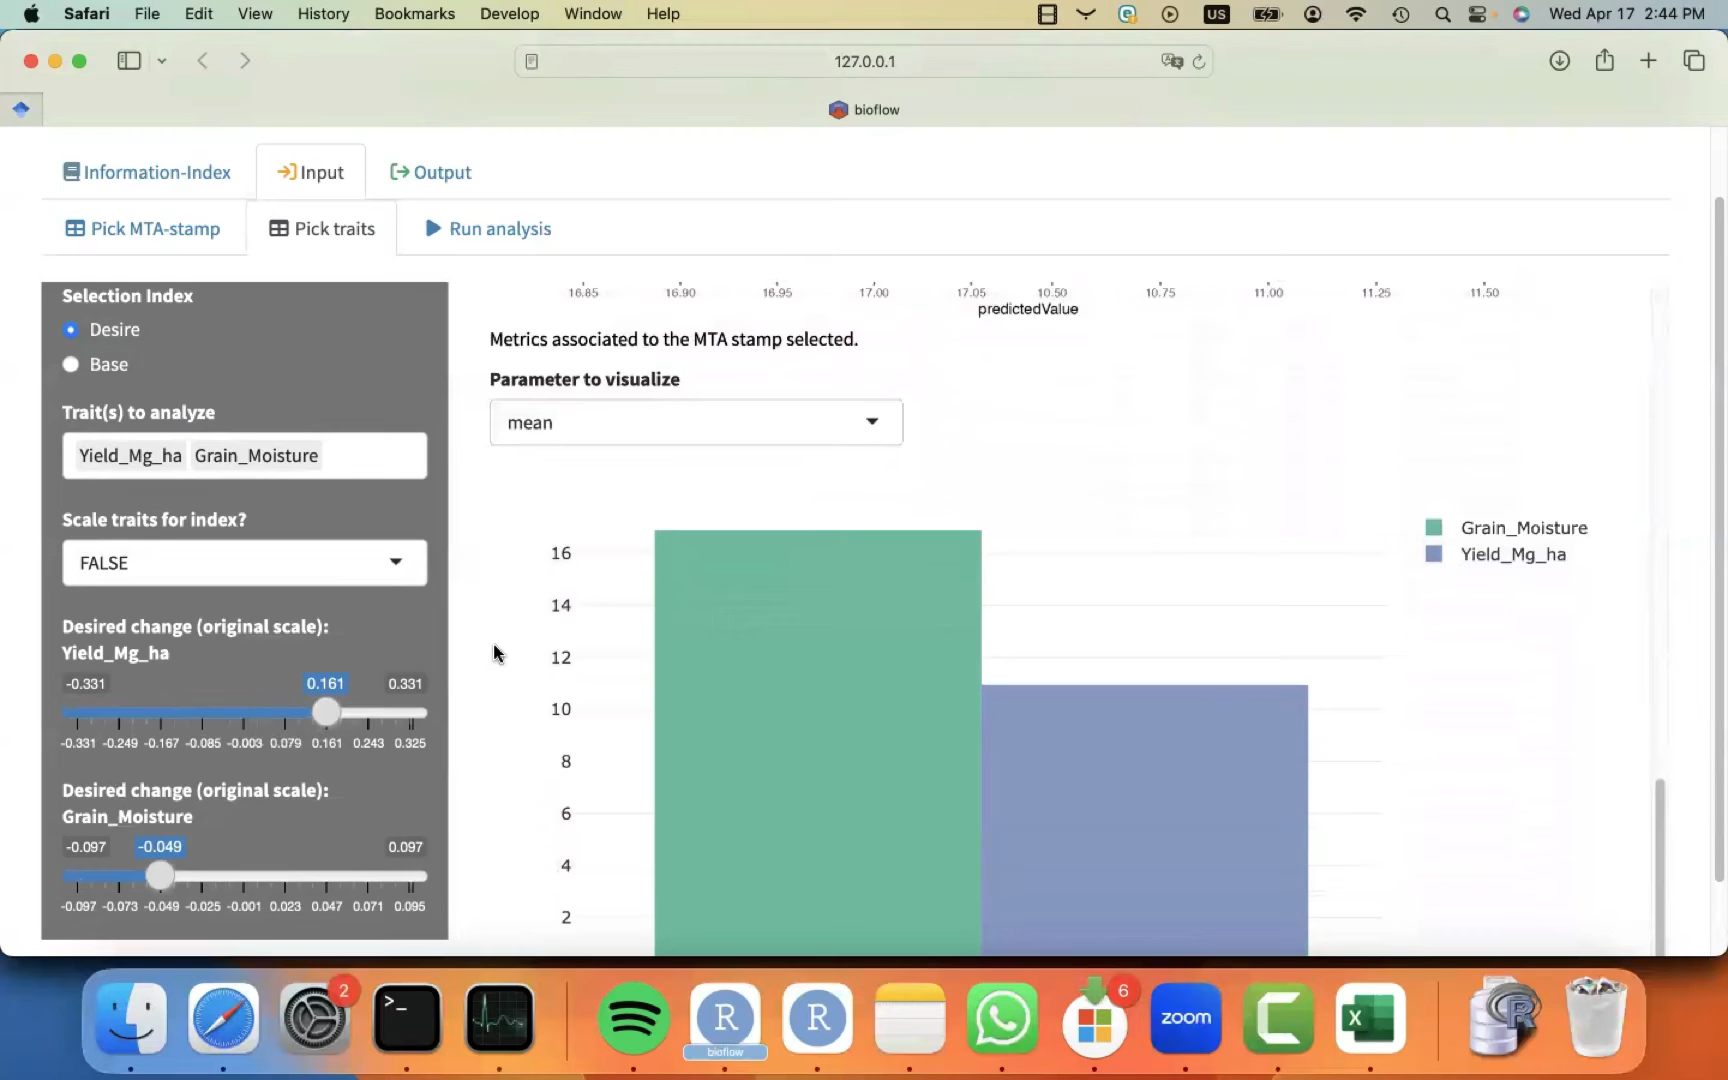 Safari File Edit View History Bookmarks Develop Window Help US Wed Apr 17 2:44 PM
127.0.0.1
bioflow
Information-Index Input Output
Pick MTA-stamp Pick traits Run analysis
Selection Index
Desire
Base
Trait(s) to analyze
Yield_Mg_ha Grain_Moisture
Scale traits for index?
FALSE
Desired change (original scale):
Yield_Mg_ha
-0.331 0.161 0.331
-0.331 -0.249 -0.167 -0.085 -0.003 0.079 0.161 0.243 0.325
Desired change (original scale):
Grain_Moisture
-0.097 -0.049 0.097
-0.097 -0.073 -0.049 -0.025 -0.001 0.023 0.047 0.071 0.095
16.85 16.90 16.95 17.00 17.05 10.50 10.75 11.00 11.25 11.50
predictedValue
Metrics associated to the MTA stamp selected.
Parameter to visualize
mean
16
14
12
10
8
6
4
2
Grain_Moisture
Yield_Mg_ha
2
>_
R
bioflow
R
6
zoom
X
R